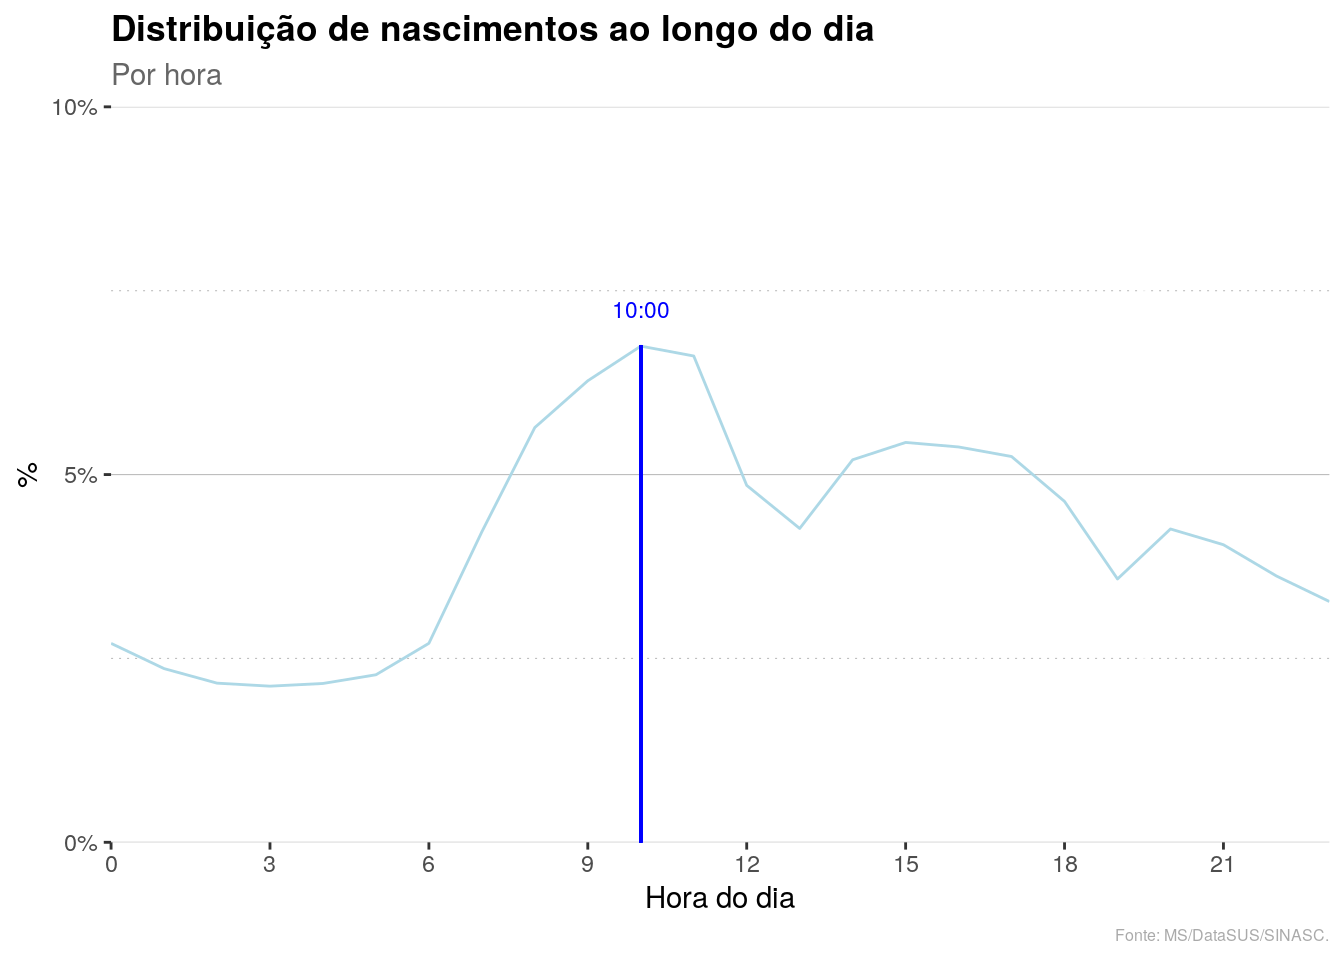 Distribuição de nascimentos ao longo do dia
Por hora
10%
10:00
%
5%
0%
0 3 6 9 12 15 18 21
Hora do dia
Fonte: MS/DataSUS/SINASC.